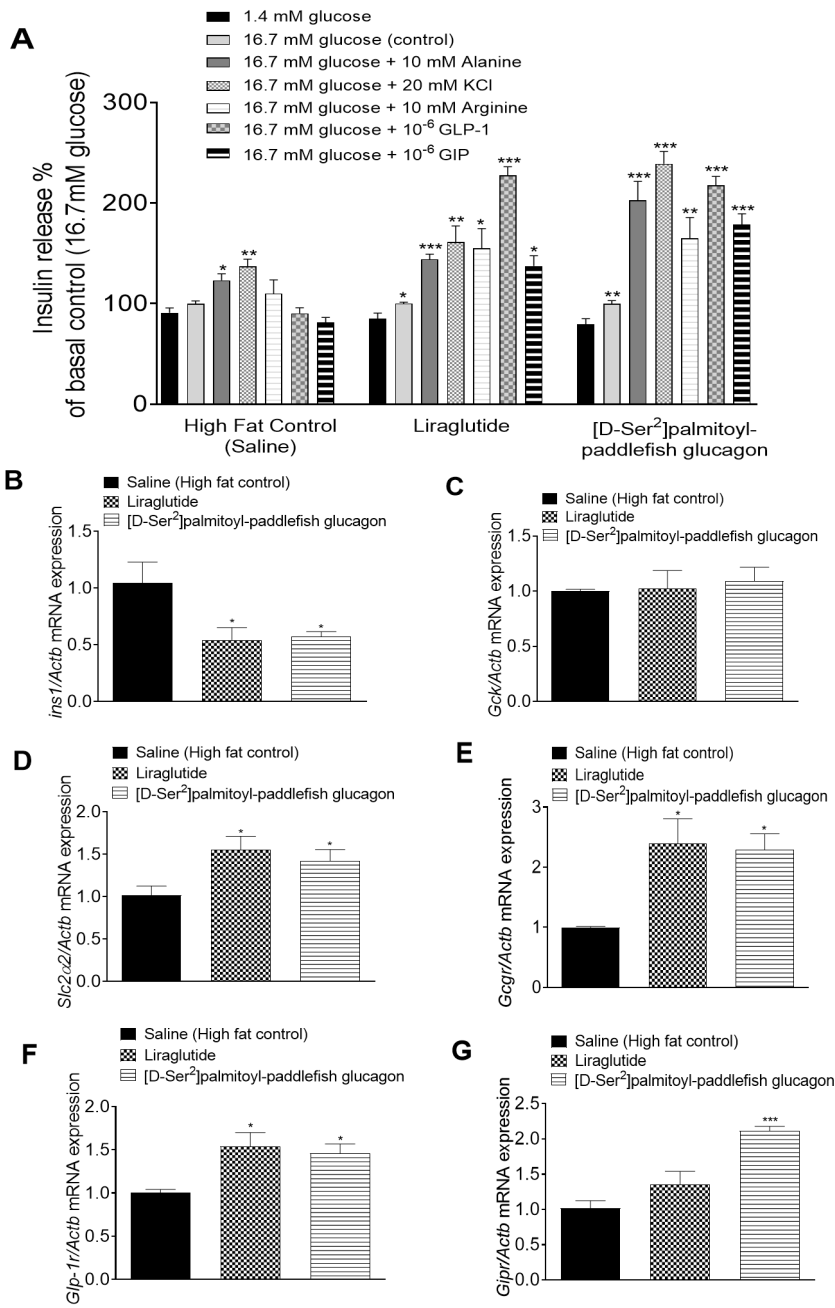 A
1.4 mM glucose
16.7 mM glucose (control)
16.7 mM glucose + 10 mM Alanine
16.7 mM glucose + 20 mM KCl
16.7 mM glucose + 10 mM Arginine
16.7 mM glucose + 10⁻⁶ GLP-1
16.7 mM glucose + 10⁻⁶ GIP
Insulin release %
of basal control (16.7mM glucose)
300
200
100
0
* ** * *** ** * *** * ** *** *** ** *** ***
High Fat Control
(Saline)
Liraglutide
[D-Ser²]palmitoyl-
paddlefish glucagon
B
Saline (High fat control)
Liraglutide
[D-Ser²]palmitoyl-paddlefish glucagon
ins1/Actb mRNA expression
1.5
1.0
0.5
0.0
* *
C
Saline (High fat control)
Liraglutide
[D-Ser²]palmitoyl-paddlefish glucagon
Gck/Actb mRNA expression
1.5
1.0
0.5
0.0
D
Saline (High fat control)
Liraglutide
[D-Ser²]palmitoyl-paddlefish glucagon
Slc2α2/Actb mRNA expression
2.0
1.5
1.0
0.5
0.0
* *
E
Saline (High fat control)
Liraglutide
[D-Ser²]palmitoyl-paddlefish glucagon
Gcgr/Actb mRNA expression
3
2
1
0
* *
F
Saline (High fat control)
Liraglutide
[D-Ser²]palmitoyl-paddlefish glucagon
Glp-1r/Actb mRNA expression
2.0
1.5
1.0
0.5
0.0
* *
G
Saline (High fat control)
Liraglutide
[D-Ser²]palmitoyl-paddlefish glucagon
Gipr/Actb mRNA expression
2.5
2.0
1.5
1.0
0.5
0.0
***